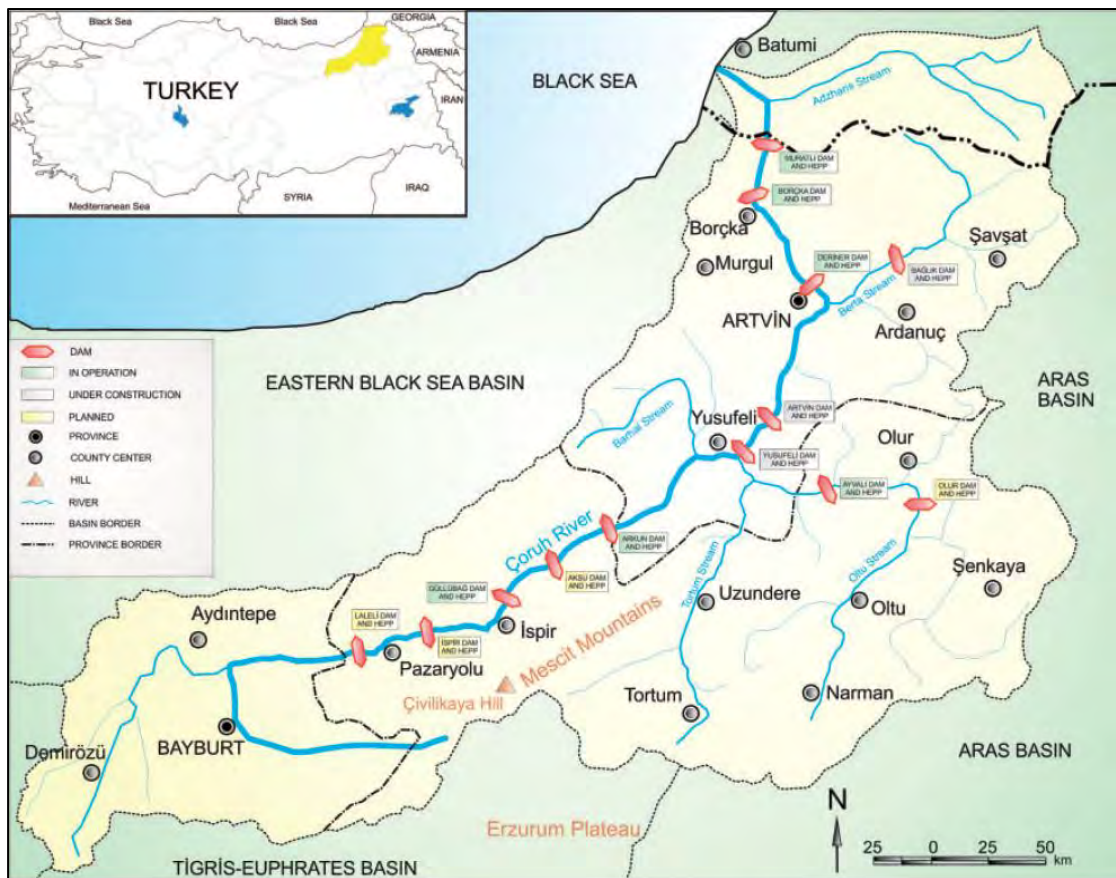 Black Sea
Black Sea
GEORGIA
ARMENIA
IRAN
TURKEY
SYRIA
IRAQ
Mediterranean Sea
BLACK SEA
Batumi
Adzharis Stream
MURATLI DAM
AND HEPP
BORÇKA DAM
AND HEPP
Borçka
Murgul
DERINER DAM
AND HEPP
BAĞLIK DAM
AND HEPP
Şavşat
Berta Stream
ARTVİN
Ardanuç
DAM
IN OPERATION
UNDER CONSTRUCTION
PLANNED
PROVINCE
COUNTY CENTER
HILL
RIVER
BASIN BORDER
PROVINCE BORDER
EASTERN BLACK SEA BASIN
ARAS
BASIN
Yusufeli
Barhal Stream
ARTVİN DAM
AND HEPP
YUSUFELİ DAM
AND HEPP
Olur
AYVALI DAM
AND HEPP
OLUR DAM
AND HEPP
Çoruh River
ARKUN DAM
AND HEPP
AKSU DAM
AND HEPP
GÜLLÜBAĞ DAM
AND HEPP
LALELİ DAM
AND HEPP
İSPİR DAM
AND HEPP
Tortum Stream
Oltu Stream
Şenkaya
Uzundere
Oltu
Aydıntepe
İspir
Pazaryolu
Mescit Mountains
Çivilikaya Hill
Tortum
Narman
BAYBURT
Demirözü
ARAS BASIN
Erzurum Plateau
TİGRİS-EUPHRATES BASIN
N
25 0 25 50
km